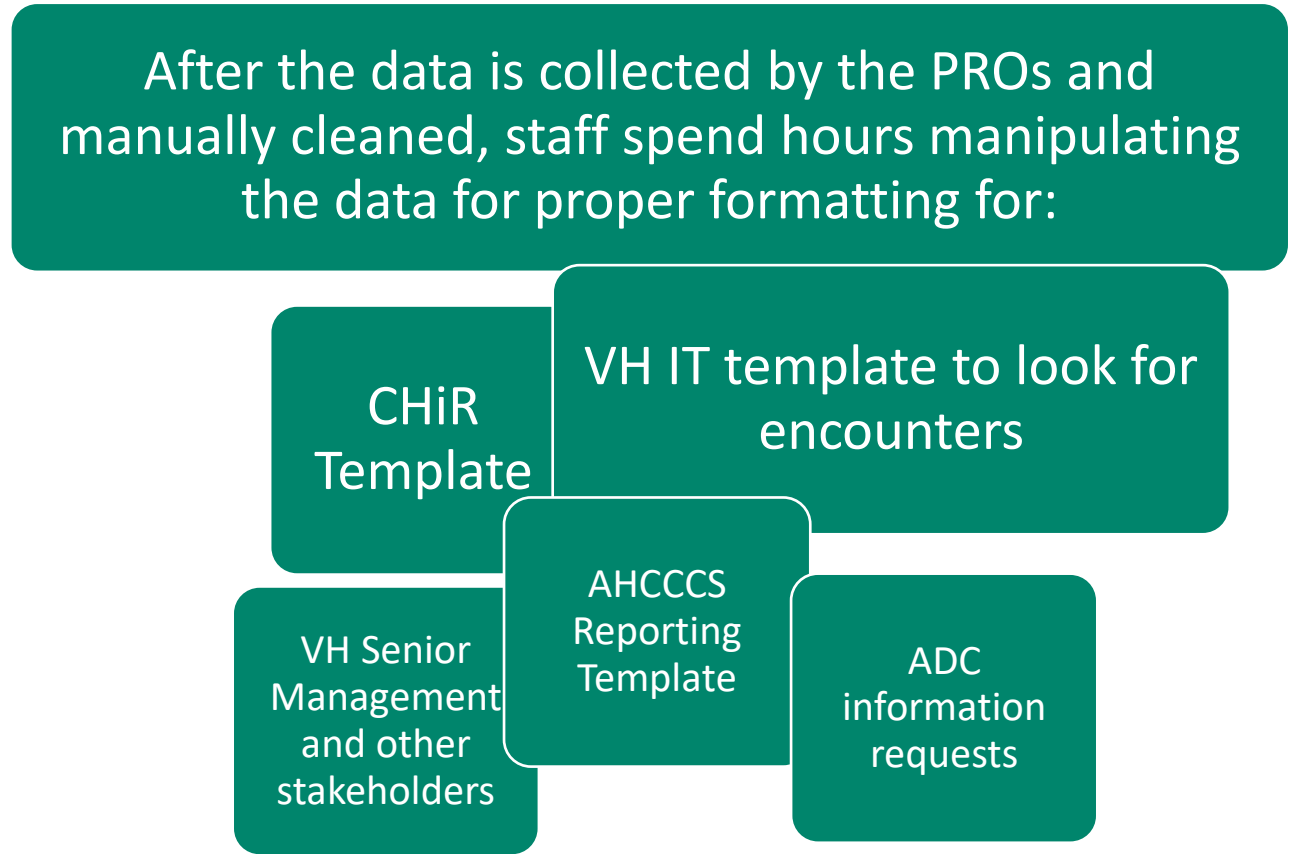 After the data is collected by the PROs and
manually cleaned, staff spend hours manipulating
the data for proper formatting for:
CHiR
Template
VH IT template to look for
encounters
VH Senior
Management
and other
stakeholders
AHCCCS
Reporting
Template
ADC
information
requests